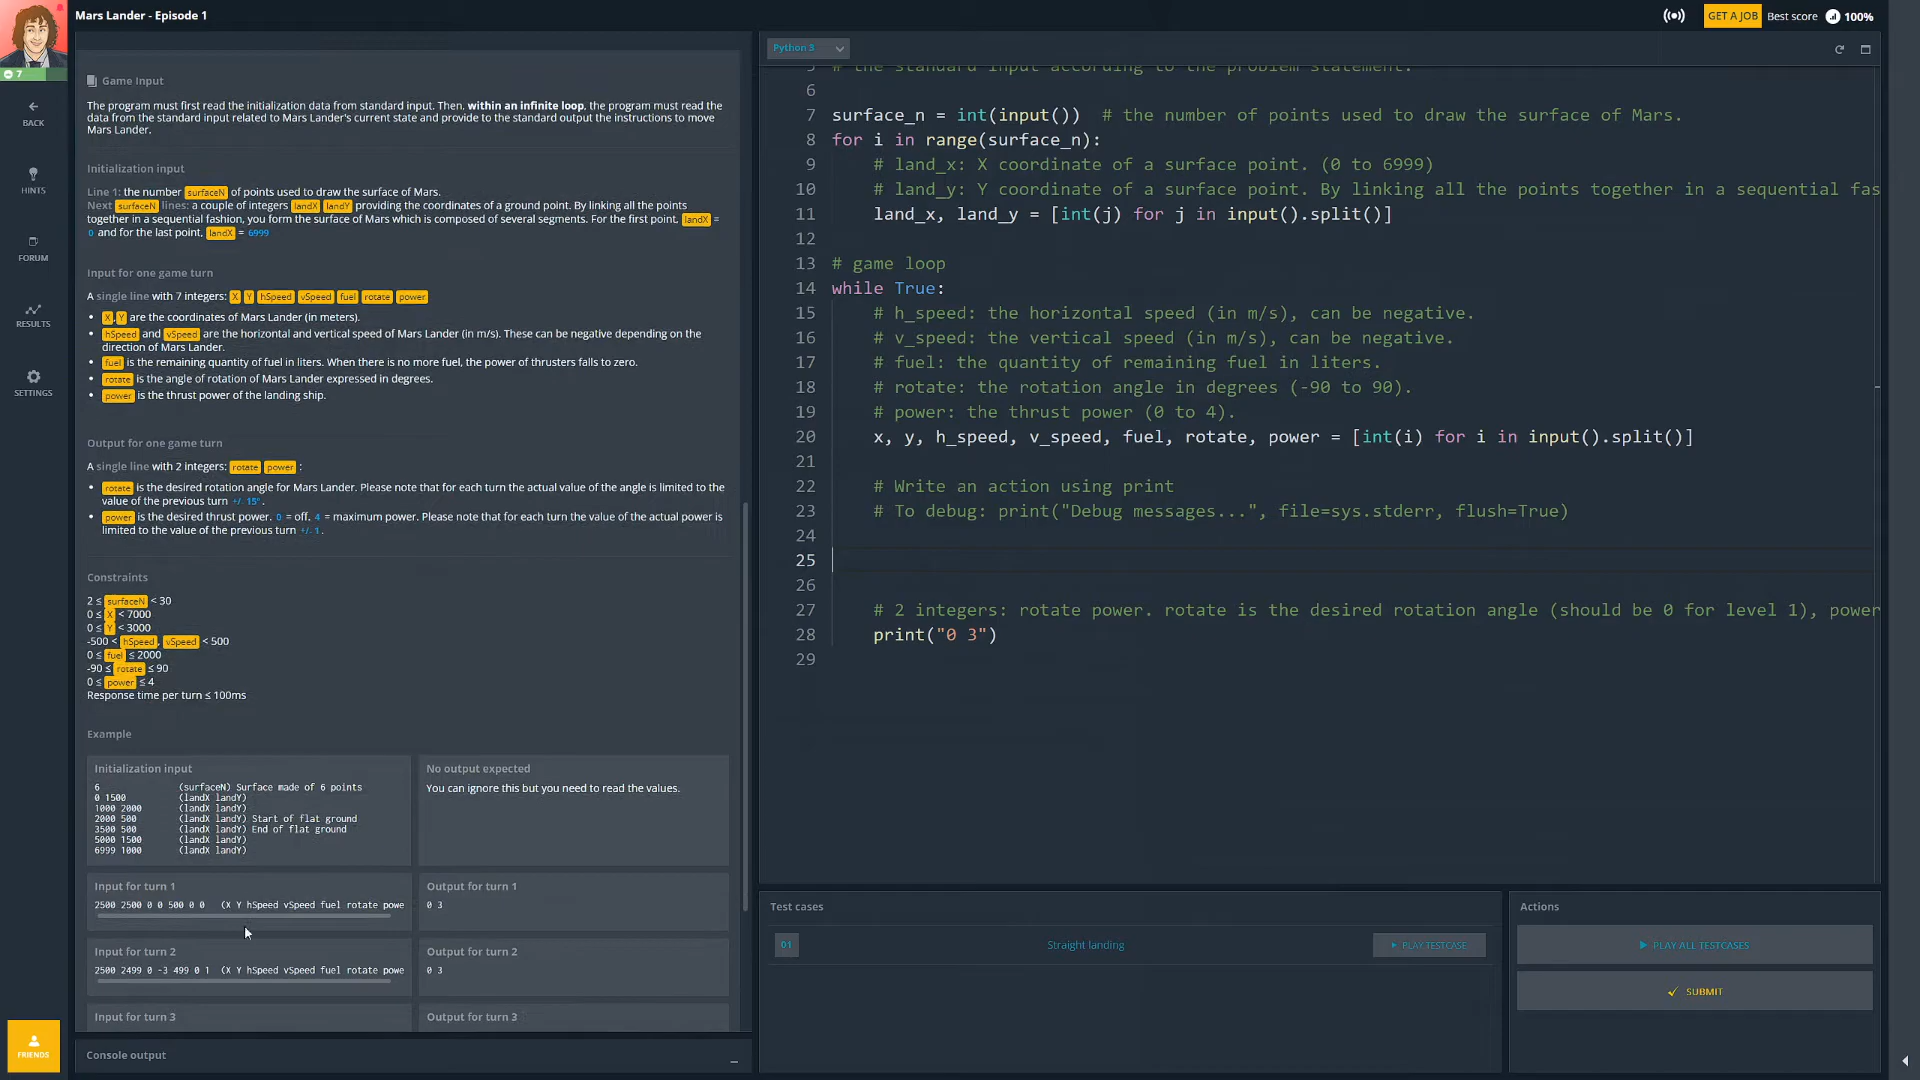 Mars Lander - Episode 1
GET A JOB
Best score
100%
7
BACK
HINTS
FORUM
RESULTS
SETTINGS
FRIENDS
Game Input
The program must first read the initialization data from standard input. Then, within an infinite loop, the program must read the
data from the standard input related to Mars Lander's current state and provide to the standard output the instructions to move
Mars Lander.
Initialization input
Line 1: the number surfaceN of points used to draw the surface of Mars.
Next surfaceN lines: a couple of integers landX landY providing the coordinates of a ground point. By linking all the points
together in a sequential fashion, you form the surface of Mars which is composed of several segments. For the first point, landX =
0 and for the last point, landX = 6999
Input for one game turn
A single line with 7 integers: X Y hSpeed vSpeed fuel rotate power
X, Y are the coordinates of Mars Lander (in meters).
hSpeed and vSpeed are the horizontal and vertical speed of Mars Lander (in m/s). These can be negative depending on the
direction of Mars Lander.
fuel is the remaining quantity of fuel in liters. When there is no more fuel, the power of thrusters falls to zero.
rotate is the angle of rotation of Mars Lander expressed in degrees.
power is the thrust power of the landing ship.
Output for one game turn
A single line with 2 integers: rotate power :
rotate is the desired rotation angle for Mars Lander. Please note that for each turn the actual value of the angle is limited to the
value of the previous turn +/- 15°.
power is the desired thrust power. 0 = off. 4 = maximum power. Please note that for each turn the value of the actual power is
limited to the value of the previous turn +/- 1.
Constraints
2 ≤ surfaceN < 30
0 ≤ X < 7000
0 ≤ Y < 3000
-500 < hSpeed, vSpeed < 500
0 ≤ fuel ≤ 2000
-90 ≤ rotate ≤ 90
0 ≤ power ≤ 4
Response time per turn ≤ 100ms
Example
Initialization input
6 (surfaceN) Surface made of 6 points
0 1500 (landX landY)
1000 2000 (landX landY)
2000 500 (landX landY) Start of flat ground
3500 500 (landX landY) End of flat ground
5000 1500 (landX landY)
6999 1000 (landX landY)
No output expected
You can ignore this but you need to read the values.
Input for turn 1
2500 2500 0 0 500 0 0 (X Y hSpeed vSpeed fuel rotate powe
Output for turn 1
0 3
Input for turn 2
2500 2499 0 -3 499 0 1 (X Y hSpeed vSpeed fuel rotate powe
Output for turn 2
0 3
Input for turn 3
Output for turn 3
Console output
Python 3
5 # the standard input according to the problem statement.
6
7 surface_n = int(input())  # the number of points used to draw the surface of Mars.
8 for i in range(surface_n):
9 # land_x: X coordinate of a surface point. (0 to 6999)
10 # land_y: Y coordinate of a surface point. By linking all the points together in a sequential fas
11 land_x, land_y = [int(j) for j in input().split()]
12
13 # game loop
14 while True:
15 # h_speed: the horizontal speed (in m/s), can be negative.
16 # v_speed: the vertical speed (in m/s), can be negative.
17 # fuel: the quantity of remaining fuel in liters.
18 # rotate: the rotation angle in degrees (-90 to 90).
19 # power: the thrust power (0 to 4).
20 x, y, h_speed, v_speed, fuel, rotate, power = [int(i) for i in input().split()]
21
22 # Write an action using print
23 # To debug: print("Debug messages...", file=sys.stderr, flush=True)
24
25
26
27 # 2 integers: rotate power. rotate is the desired rotation angle (should be 0 for level 1), power
28 print("0 3")
29
Test cases
01 Straight landing
PLAY TESTCASE
Actions
PLAY ALL TESTCASES
SUBMIT